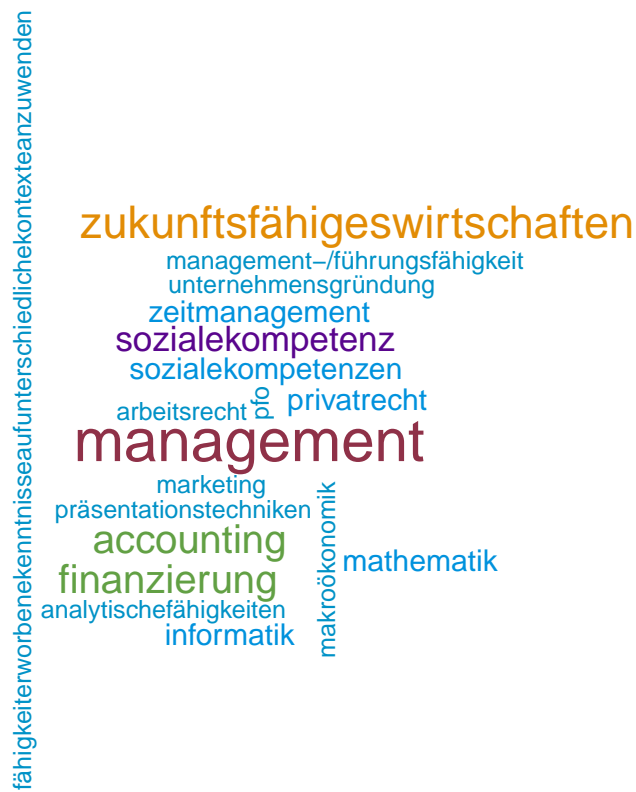 fähigkeiterworbenekenntnisseaufunterschiedlichekontexteanzuwenden
zukunftsfähigeswirtschaften
management−/führungsfähigkeit
unternehmensgründung
zeitmanagement
sozialekompetenz
sozialekompetenzen
arbeitsrecht
pfo
privatrecht
management
marketing
präsentationstechniken
makroökonomik
accounting
mathematik
finanzierung
analytischefähigkeiten
informatik